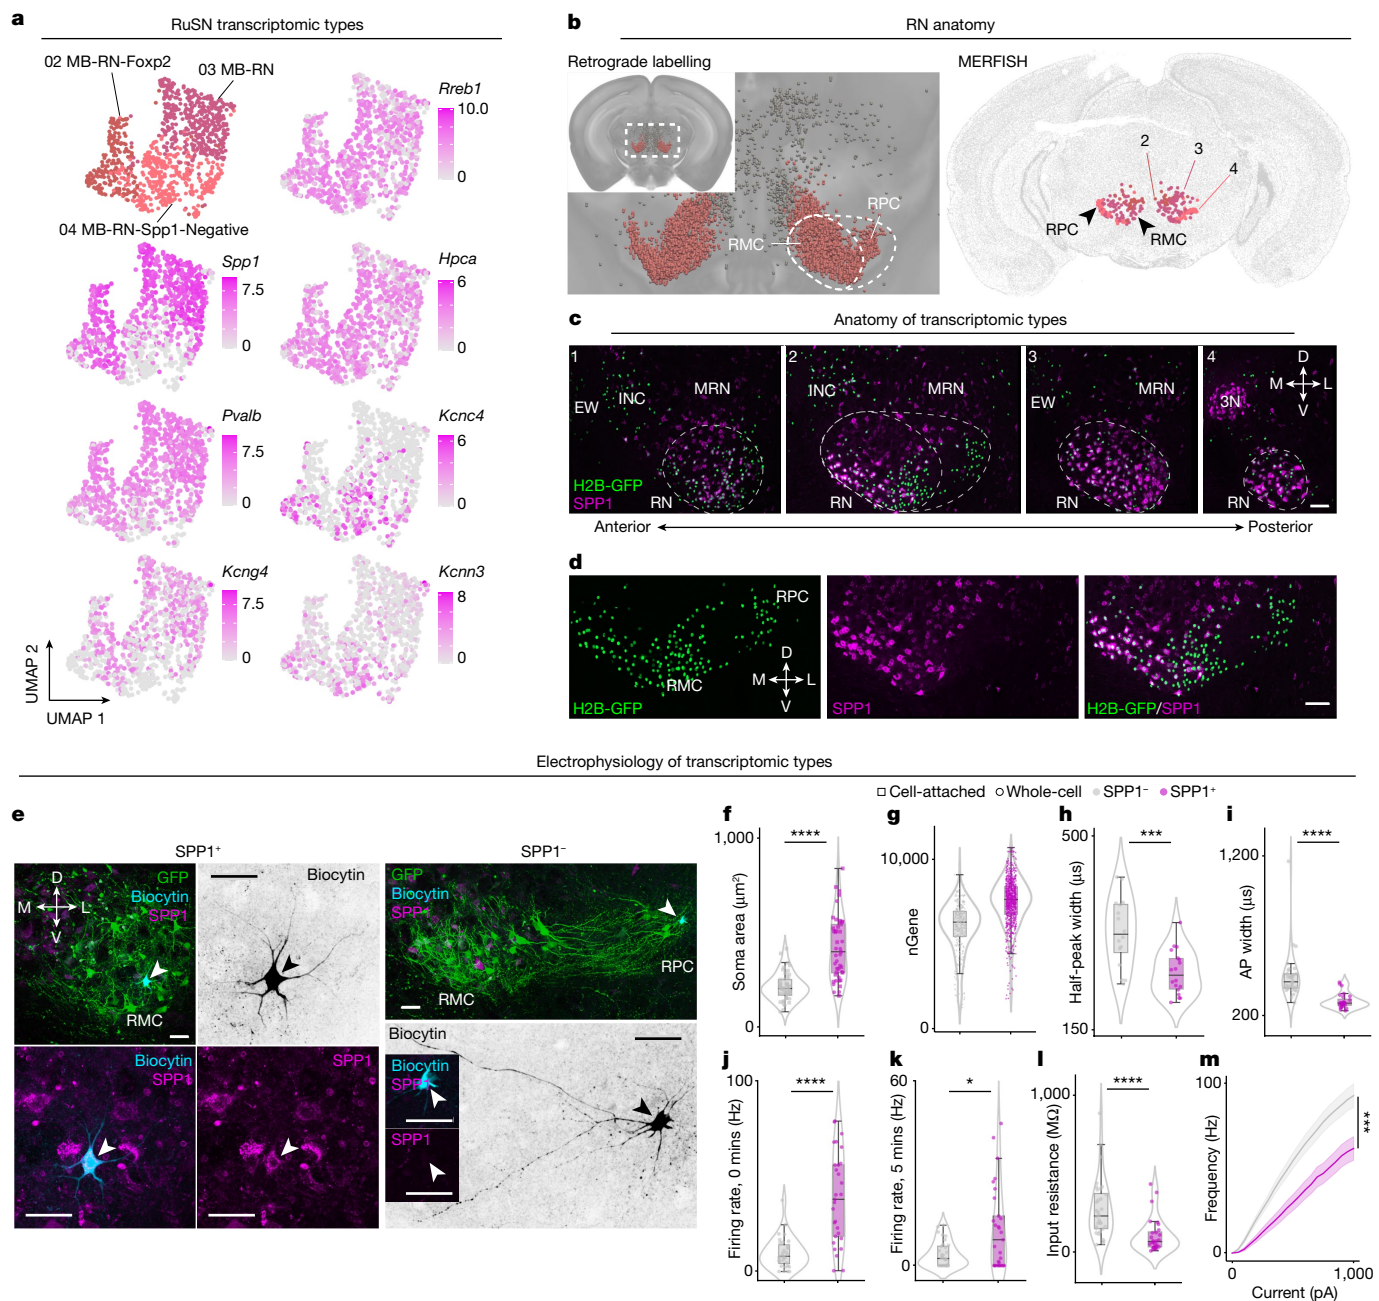 a
RuSN transcriptomic types
02 MB-RN-Foxp2
03 MB-RN
04 MB-RN-Spp1-Negative
Rreb1
10.0
0
Spp1
7.5
0
Hpca
6
0
Pvalb
7.5
0
Kcnc4
6
0
Kcng4
7.5
0
Kcnn3
8
0
UMAP 2
UMAP 1
b
RN anatomy
Retrograde labelling
RPC
RMC
MERFISH
2
3
4
RPC
RMC
c
Anatomy of transcriptomic types
1
EW
INC
MRN
H2B-GFP
SPP1
RN
2
INC
MRN
RN
3
EW
MRN
RN
4
3N
D
M
L
V
RN
Anterior
Posterior
d
RPC
RMC
D
M
L
V
H2B-GFP
SPP1
H2B-GFP/SPP1
Electrophysiology of transcriptomic types
Cell-attached
Whole-cell
SPP1⁻
SPP1⁺
e
SPP1⁺
D
M
L
V
GFP
Biocytin
SPP1
RMC
Biocytin
Biocytin
SPP1
SPP1
SPP1⁻
GFP
Biocytin
SPP1
RMC
RPC
Biocytin
Biocytin
SPP1
SPP1
f
1,000
****
Soma area (μm²)
0
g
10,000
nGene
0
h
500
***
Half-peak width (μs)
150
i
1,200
****
AP width (μs)
200
j
100
****
Firing rate, 0 mins (Hz)
0
k
60
*
Firing rate, 5 mins (Hz)
0
l
1,000
****
Input resistance (MΩ)
0
m
100
***
Frequency (Hz)
0
0
1,000
Current (pA)